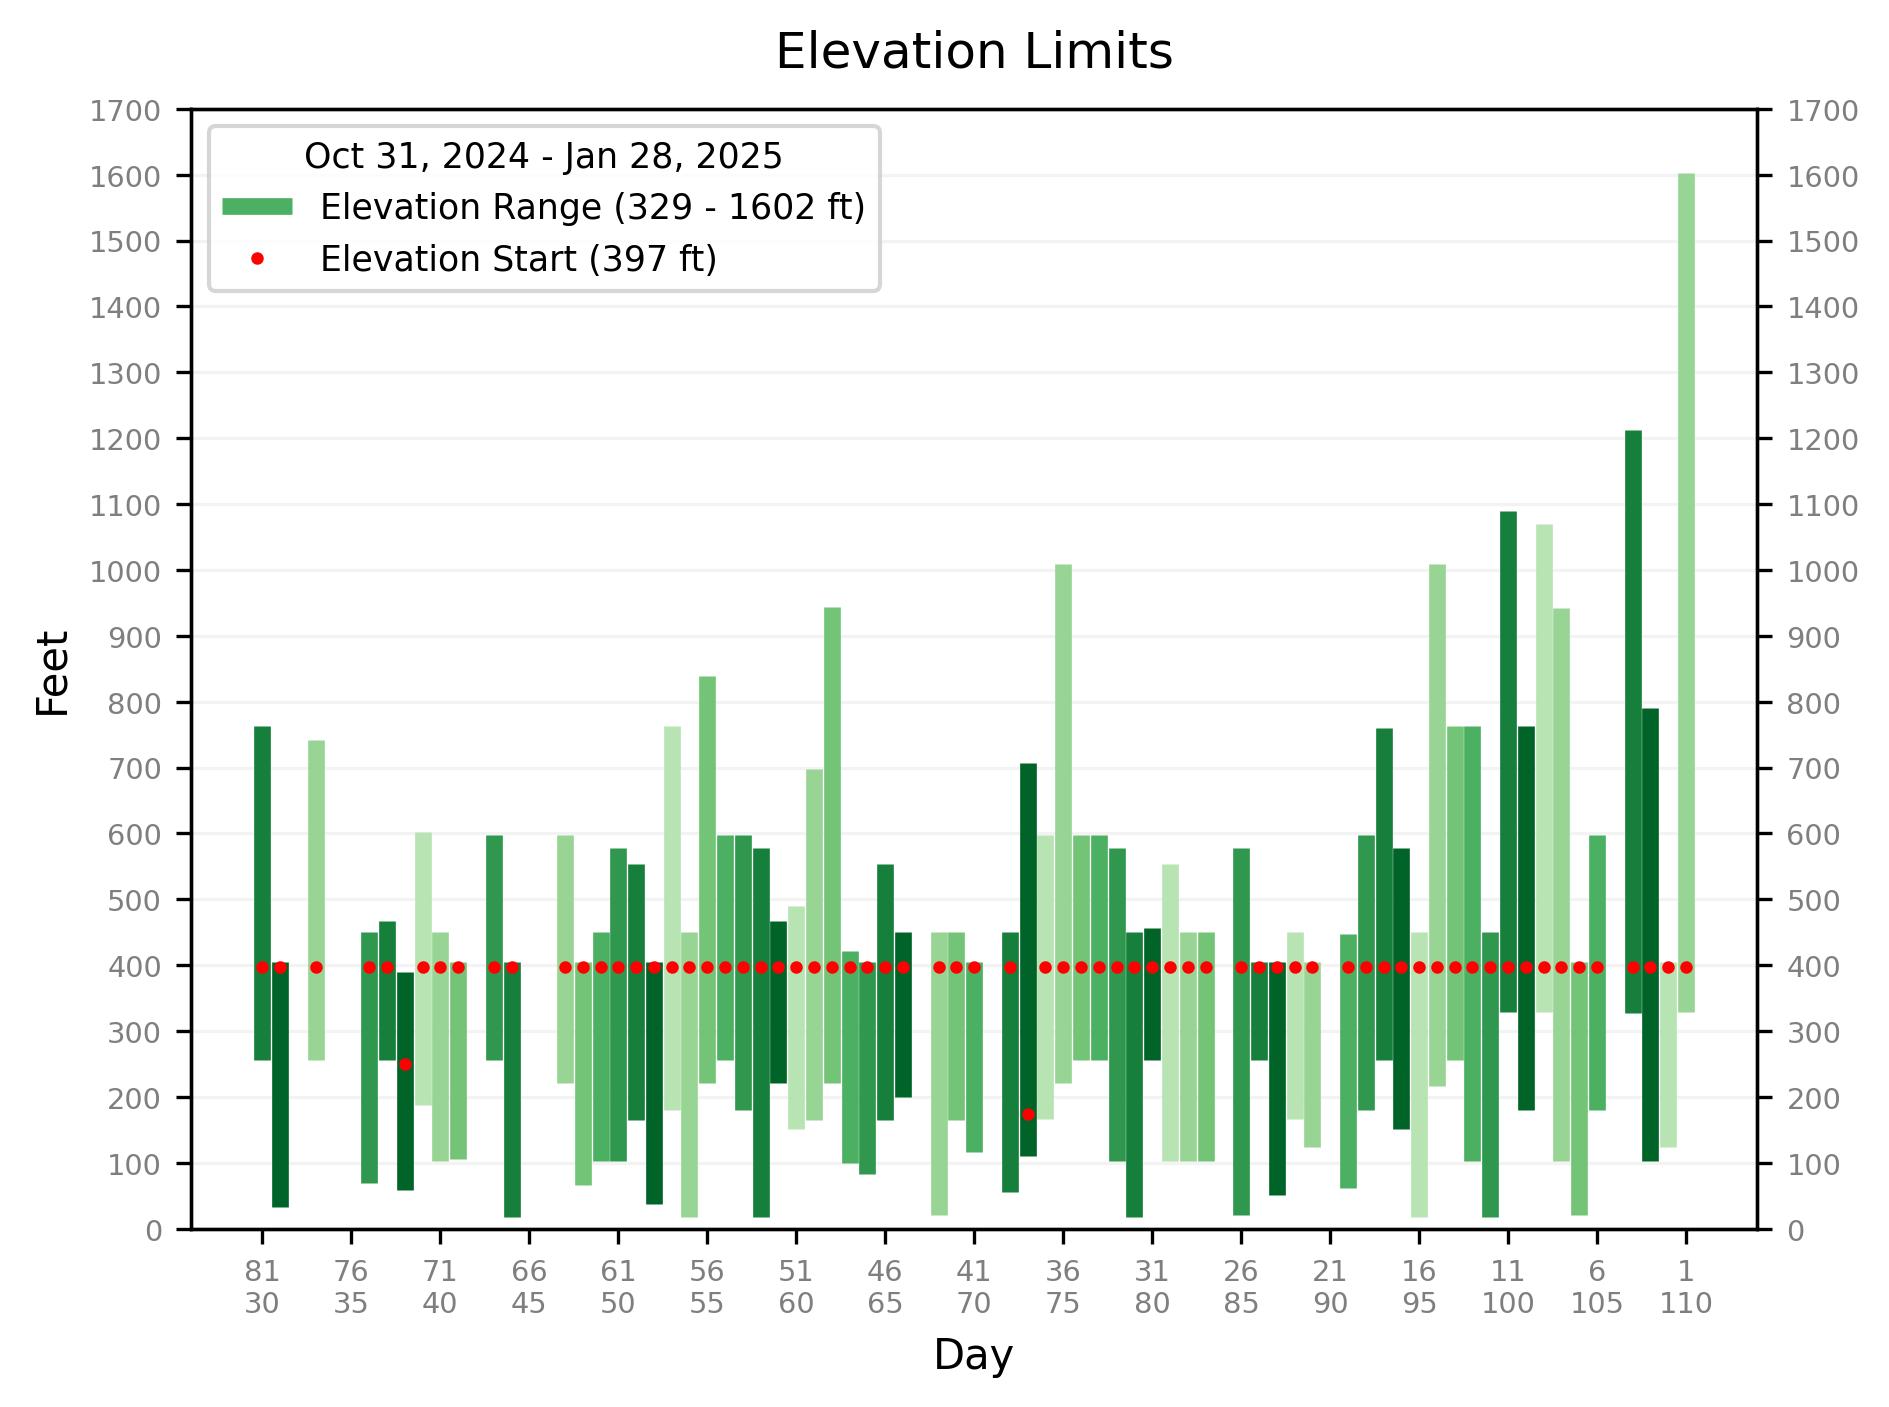 Elevation Limits
1700 1700
Oct 31, 2024 - Jan 28, 2025
1600 1600
Elevation Range (329 - 1602 ft)
1500 1500
Elevation Start (397 ft)
1400 1400
1300 1300
1200 1200
1100 1100
1000 1000
900 900
800 800
Feet
700 700
600 600
500 500
400 400
300 300
200 200
100 100
0 0
81 76 71 66 61 56 51 46 41 36 31 26 21 16 11 6 1
30 35 40 45 50 55 60 65 70 75 80 85 90 95 100 105 110
Day